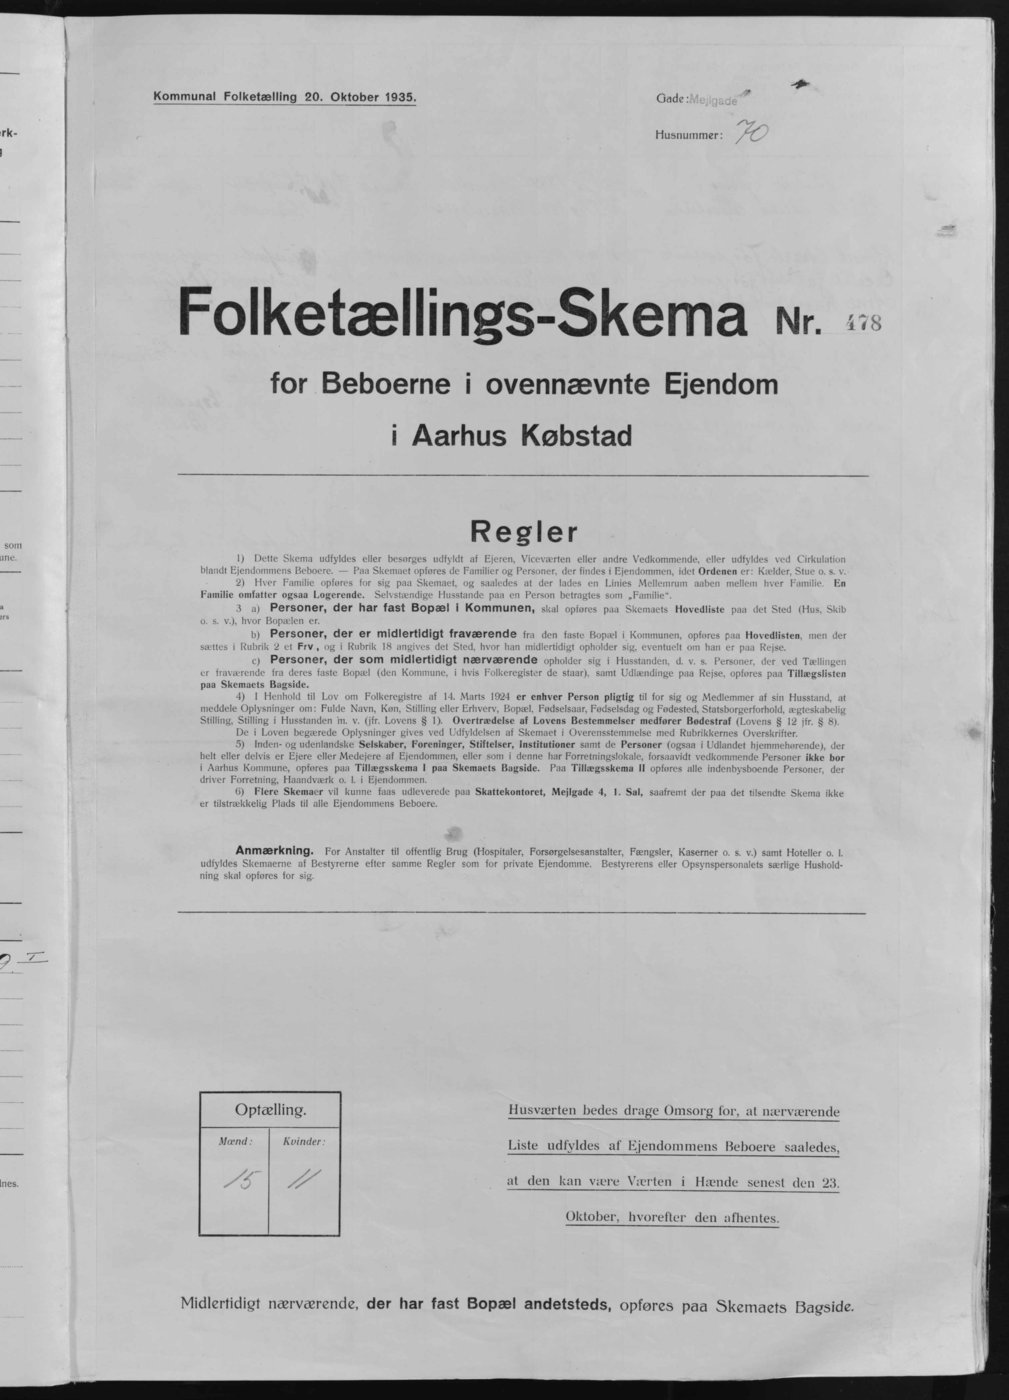 Kommunal Folketælling 20. Oktober 1935.
Gade: Mejlgade
Husnummer: 70
Folketællings-Skema Nr. 478
for Beboerne i ovennævnte Ejendom
i Aarhus Købstad
Regler
1) Dette Skema udfyldes eller besørges udfyldt af Ejeren, Viceværten eller andre Vedkommende, eller udfyldes ved Cirkulation
blandt Ejendommens Beboere. — Paa Skemaet opføres de Familier og Personer, der findes i Ejendommen, idet Ordenen er: Kælder, Stue o. s. v.
2) Hver Familie opføres for sig paa Skemaet, og saaledes at der lades en Linies Mellemrum aaben mellem hver Familie. En
Familie omfatter ogsaa Logerende. Selvstændige Husstande paa en Person betragtes som „Familie“.
3 a) Personer, der har fast Bopæl i Kommunen, skal opføres paa Skemaets Hovedliste paa det Sted (Hus, Skib
o. s. v.), hvor Bopælen er.
b) Personer, der er midlertidigt fraværende fra den faste Bopæl i Kommunen, opføres paa Hovedlisten, men der
sættes i Rubrik 2 et Frv., og i Rubrik 18 angives det Sted, hvor han midlertidigt opholder sig, eventuelt om han er paa Rejse.
c) Personer, der som midlertidigt nærværende opholder sig i Husstanden, d. v. s. Personer, der ved Tællingen
er fraværende fra deres faste Bopæl (den Kommune, i hvis Folkeregister de staar), samt Udlændinge paa Rejse, opføres paa Tillægslisten
paa Skemaets Bagside.
4) I Henhold til Lov om Folkeregistre af 14. Marts 1924 er enhver Person pligtig til for sig og Medlemmer af sin Husstand, at
meddele Oplysninger om: Fulde Navn, Køn, Stilling eller Erhverv, Bopæl, Fødselsaar, Fødselsdag og Fødested, Statsborgerforhold, ægteskabelig
Stilling, Stilling i Husstanden m. v. (jfr. Lovens § 1). Overtrædelse af Lovens Bestemmelser medfører Bødestraf (Lovens § 12 jfr. § 8).
De i Loven begærede Oplysninger gives ved Udfyldelsen af Skemaet i Overensstemmelse med Rubrikkernes Overskrifter.
5) Inden- og udenlandske Selskaber, Foreninger, Stiftelser, Institutioner samt de Personer (ogsaa i Udlandet hjemmehørende), der
helt eller delvis er Ejere eller Medejere af Ejendommen, eller som i denne har Forretningslokale, forsaavidt vedkommende Personer ikke bor
i Aarhus Kommune, opføres paa Tillægsskema I paa Skemaets Bagside. Paa Tillægsskema II opføres alle indenbysboende Personer, der
driver Forretning, Haandværk o. l. i Ejendommen.
6) Flere Skemaer vil kunne faas udleverede paa Skattekontoret, Mejlgade 4, 1. Sal, saafremt der paa det tilsendte Skema ikke
er tilstrækkelig Plads til alle Ejendommens Beboere.
Anmærkning. For Anstalter til offentlig Brug (Hospitaler, Forsørgelsesanstalter, Fængsler, Kaserner o. s. v.) samt Hoteller o. l.
udfyldes Skemaerne af Bestyrerne efter samme Regler som for private Ejendomme. Bestyrerens eller Opsynspersonalets særlige Hushold-
ning skal opføres for sig.
Optælling.
Mænd: Kvinder:
15 11
Husværten bedes drage Omsorg for, at nærværende
Liste udfyldes af Ejendommens Beboere saaledes,
at den kan være Værten i Hænde senest den 23.
Oktober, hvorefter den afhentes.
Midlertidigt nærværende, der har fast Bopæl andetsteds, opføres paa Skemaets Bagside.